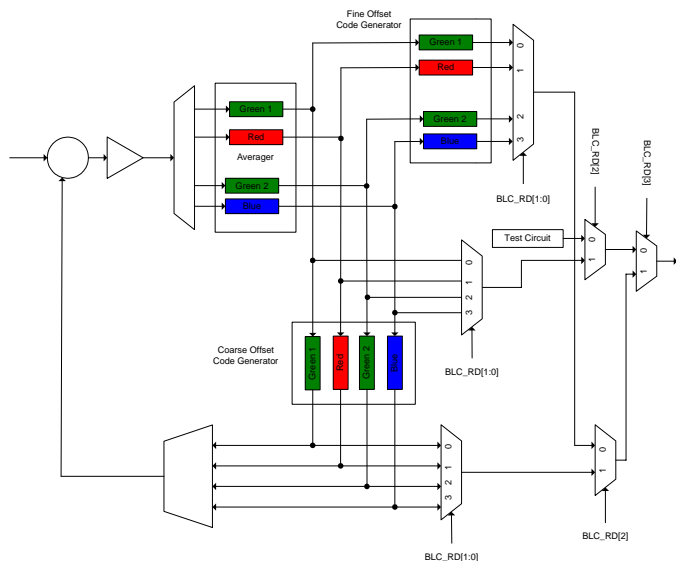 Fine Offset
Code Generator
Green 1
Red
Green 2
Blue
0
1
2
3
BLC_RD[1:0]
Green 1
Red
Averager
Green 2
Blue
BLC_RD[2]
BLC_RD[3]
Test Circuit
0
1
0
1
0
1
2
3
BLC_RD[1:0]
Coarse Offset
Code Generator
Green 1
Red
Green 2
Blue
0
1
2
3
BLC_RD[1:0]
0
1
BLC_RD[2]